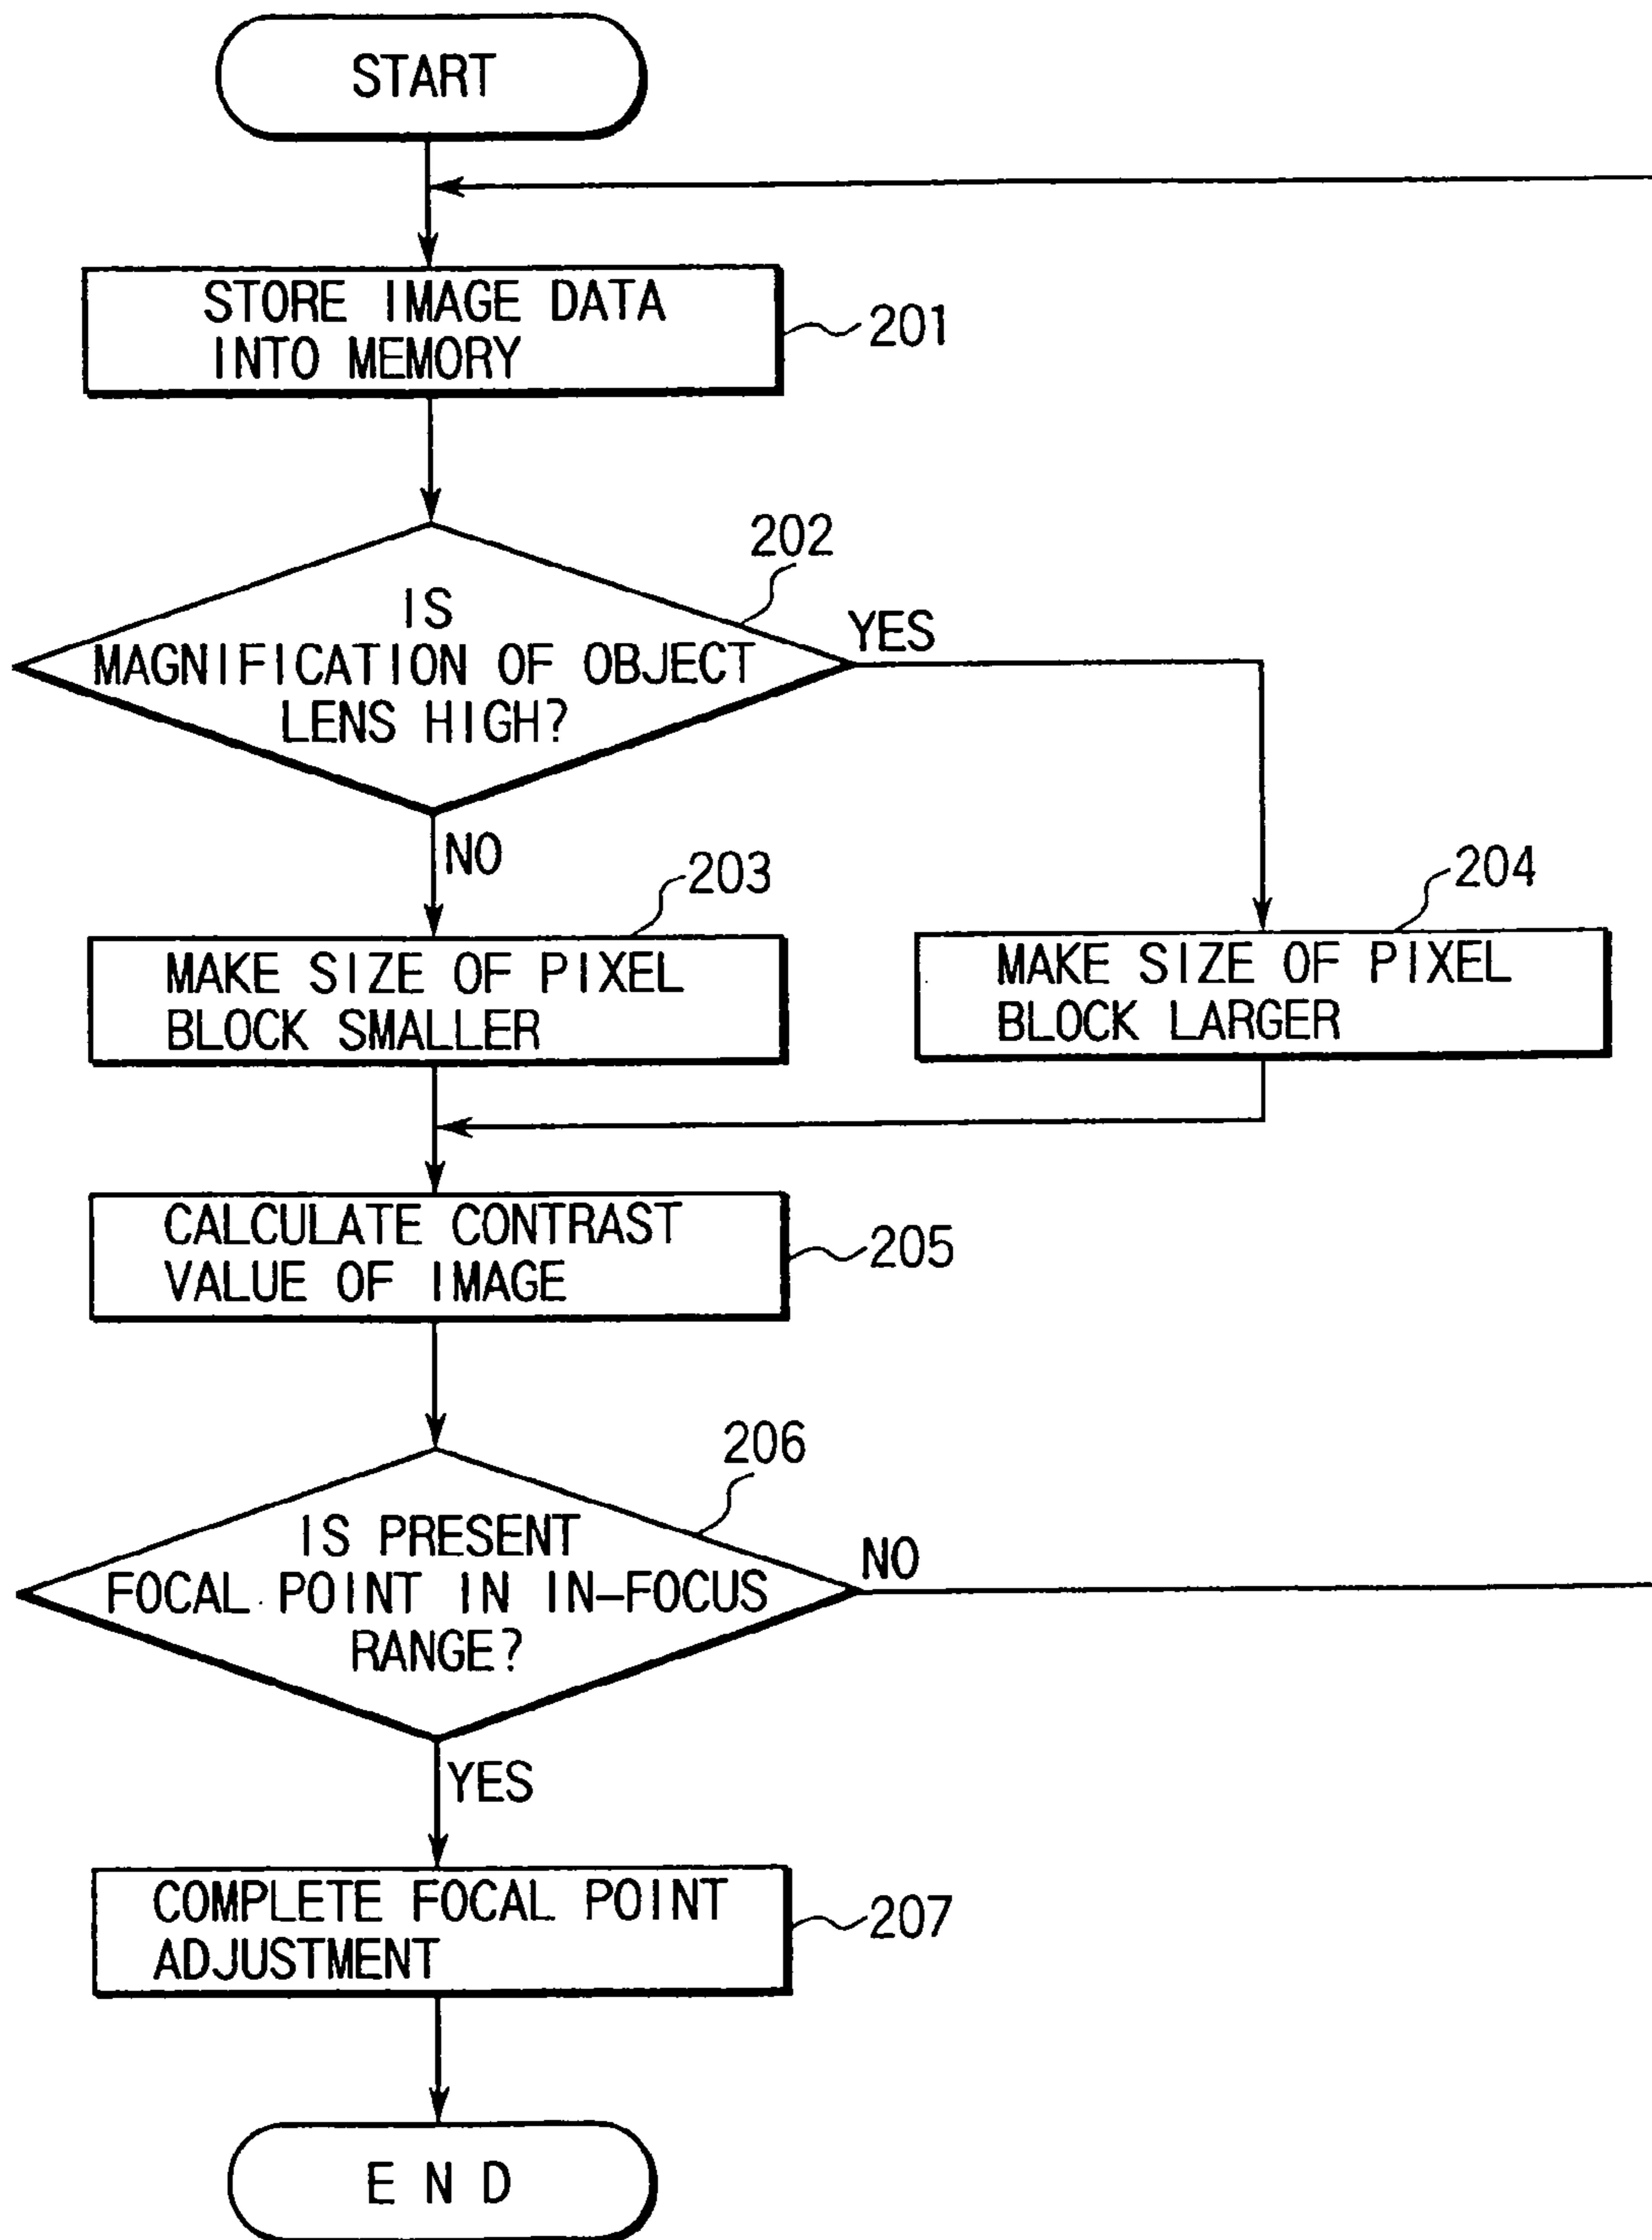 START
STORE IMAGE DATA
INTO MEMORY
201
202
IS
MAGNIFICATION OF OBJECT
LENS HIGH?
YES
NO
203
MAKE SIZE OF PIXEL
BLOCK SMALLER
204
MAKE SIZE OF PIXEL
BLOCK LARGER
CALCULATE CONTRAST
VALUE OF IMAGE
205
206
IS PRESENT
FOCAL POINT IN IN-FOCUS
RANGE?
NO
YES
COMPLETE FOCAL POINT
ADJUSTMENT
207
END